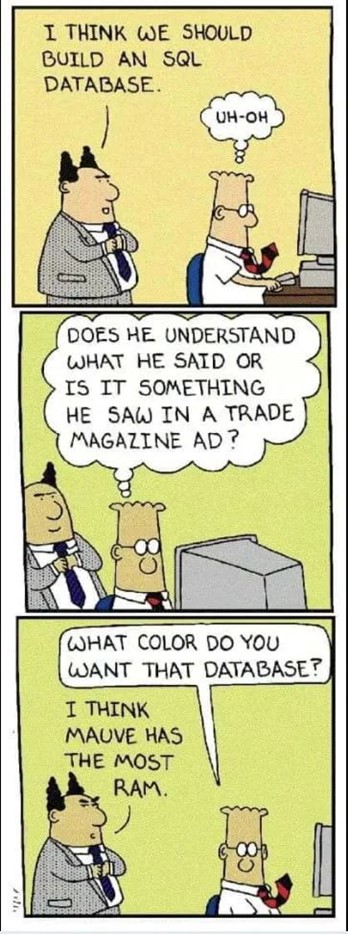 I THINK WE SHOULD
BUILD AN SQL
DATABASE.
UH-OH
DOES HE UNDERSTAND
WHAT HE SAID OR
IS IT SOMETHING
HE SAW IN A TRADE
MAGAZINE AD?
WHAT COLOR DO YOU
WANT THAT DATABASE?
I THINK
MAUVE HAS
THE MOST
RAM.